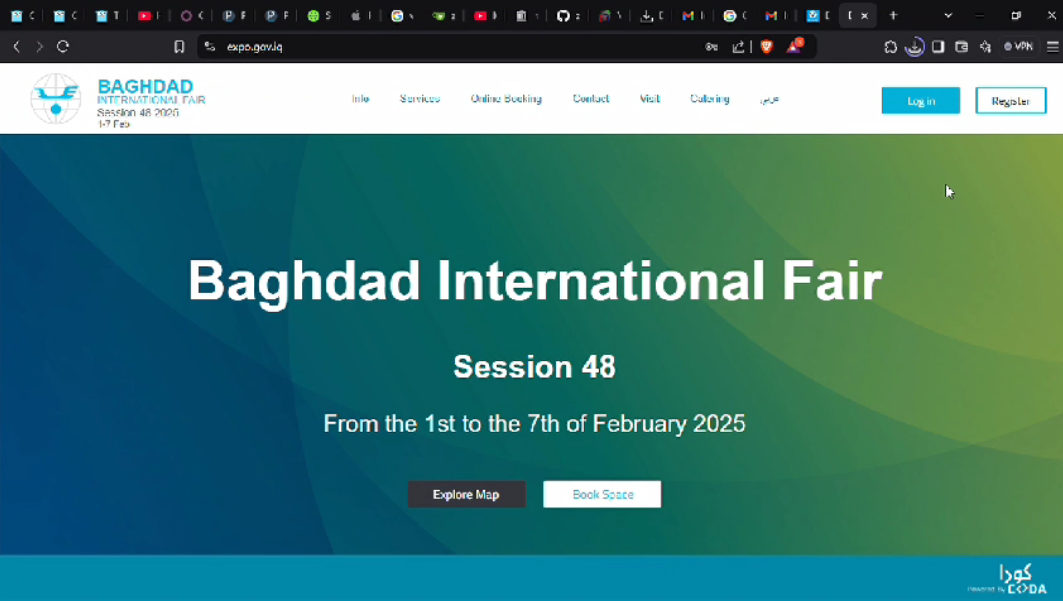 expo.gov.iq
VPN
BAGHDAD
INTERNATIONAL FAIR
Session 48 2025
1-7 Feb
Info
Services
Online Booking
Contact
Visit
Catering
عربي
Log in
Register
Baghdad International Fair
Session 48
From the 1st to the 7th of February 2025
Explore Map
Book Space
كودا
Powered by C<>DA